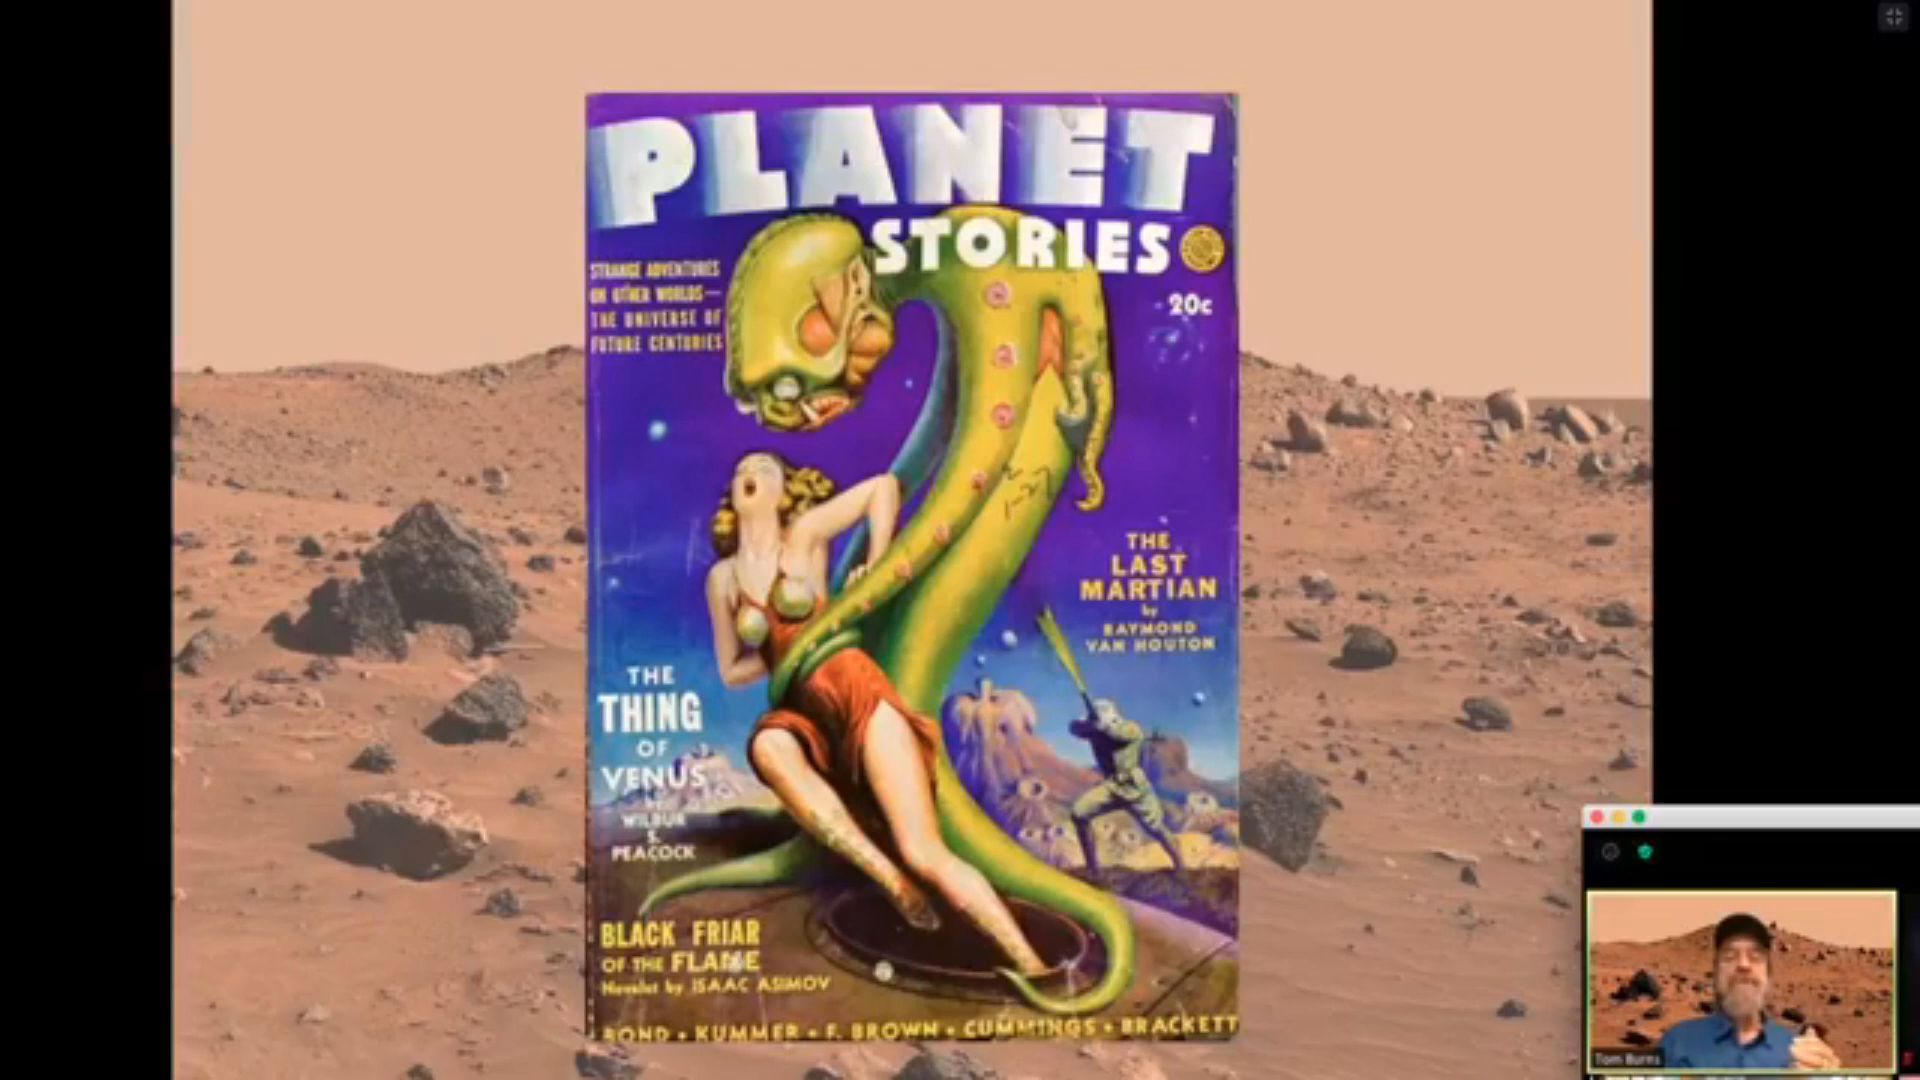 PLANET
STORIES
20c
STRANGE ADVENTURES
ON OTHER WORLDS—
THE UNIVERSE OF
FUTURE CENTURIES
THE
LAST
MARTIAN
by
RAYMOND
VAN HOUTON
THE
THING
OF
VENUS
WILBUR
S.
PEACOCK
BLACK FRIAR
OF THE FLAME
Novelet by ISAAC ASIMOV
BOND • KUMMER • F. BROWN • CUMMINGS • BRACKETT
Tom Burns